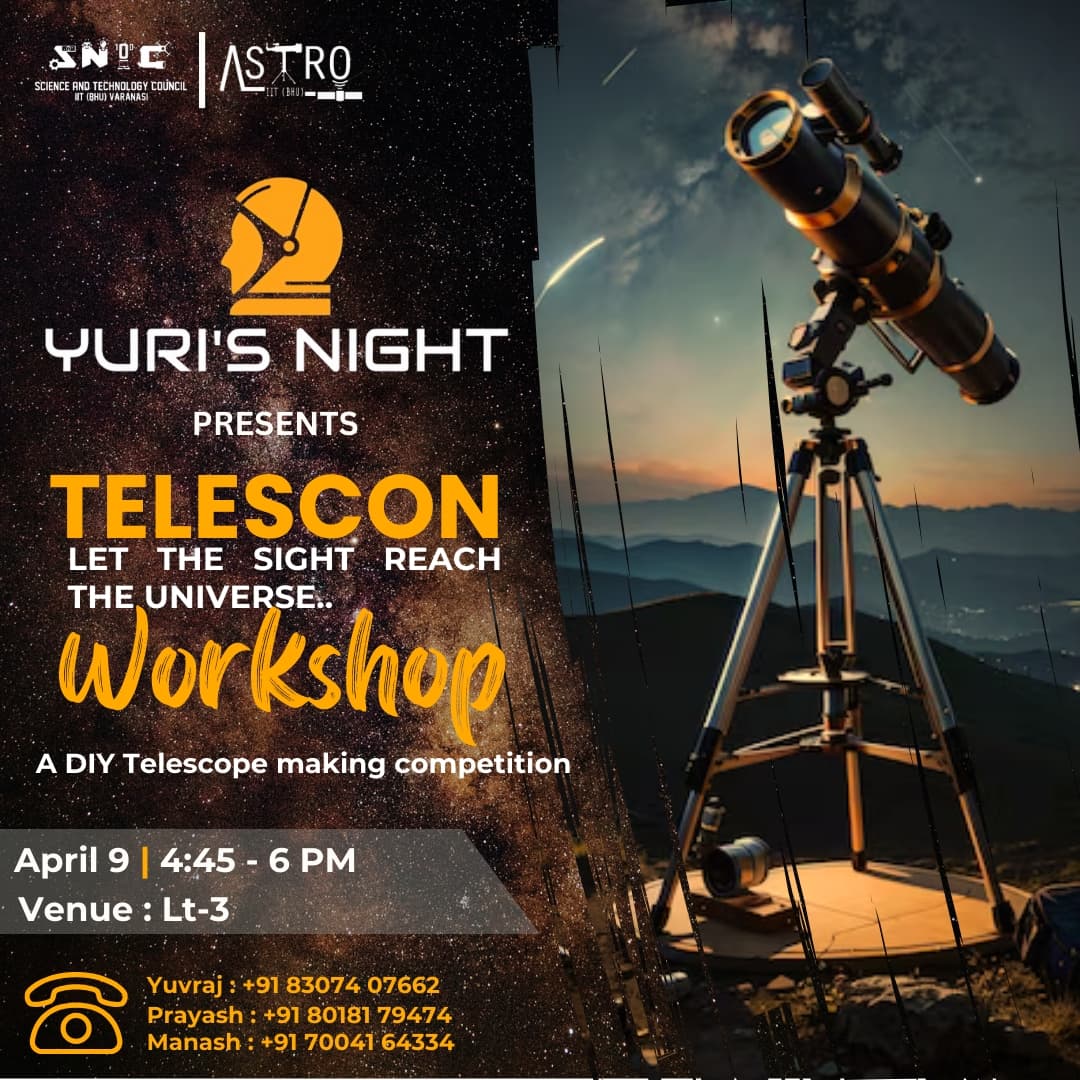 SNTC
SCIENCE AND TECHNOLOGY COUNCIL
IIT (BHU) VARANASI
ASTRO
IIT (BHU)
YURI'S NIGHT
PRESENTS
TELESCON
LET THE SIGHT REACH
THE UNIVERSE..
Workshop
A DIY Telescope making competition
April 9 | 4:45 - 6 PM
Venue : Lt-3
Yuvraj : +91 83074 07662
Prayash : +91 80181 79474
Manash : +91 70041 64334